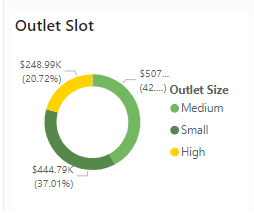 Outlet Slot
$248.99K
(20.72%)
$507...
(42....)
Outlet Size
Medium
Small
High
$444.79K
(37.01%)